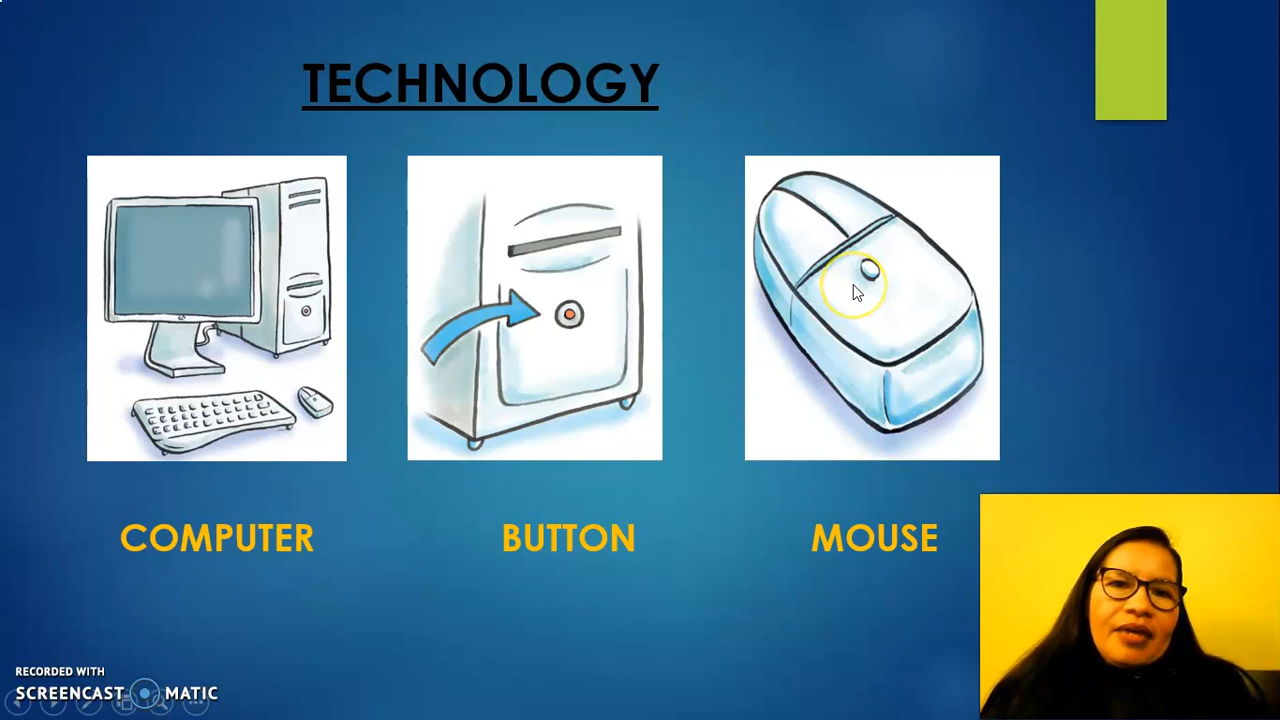 TECHNOLOGY
COMPUTER
BUTTON
MOUSE
RECORDED WITH
SCREENCAST MATIC